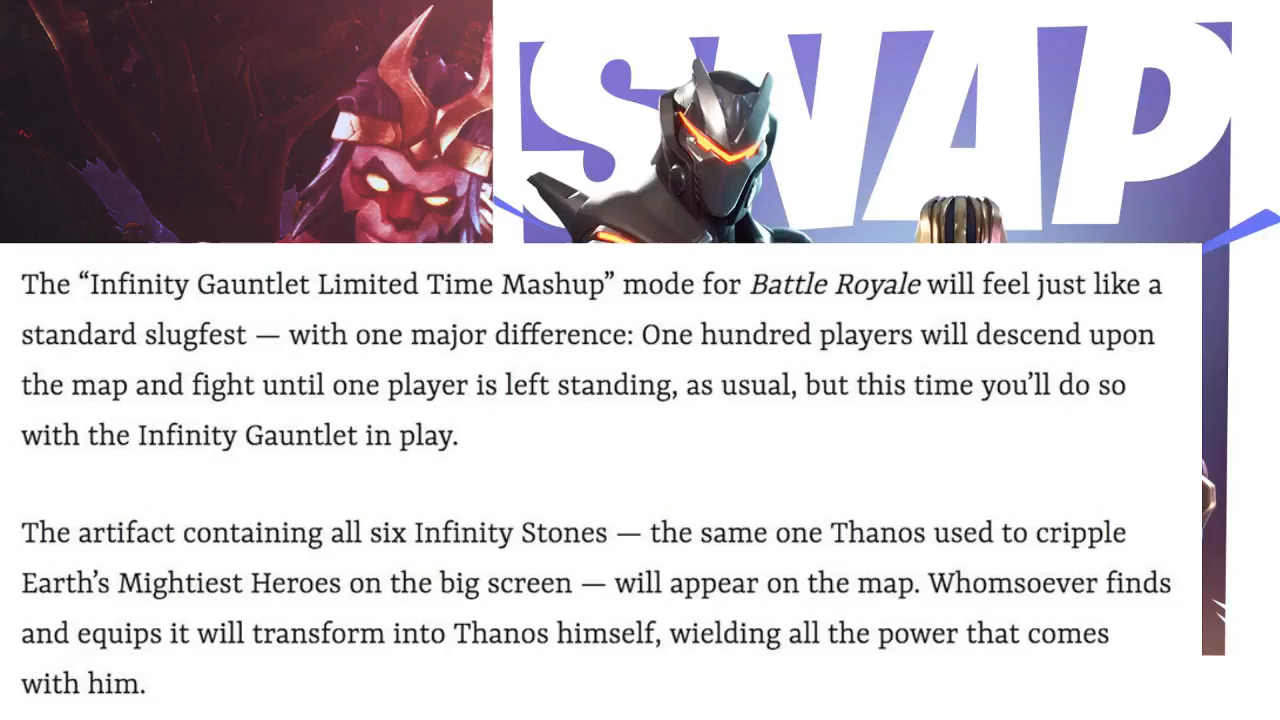 SNAP
The “Infinity Gauntlet Limited Time Mashup” mode for Battle Royale will feel just like a
standard slugfest — with one major difference: One hundred players will descend upon
the map and fight until one player is left standing, as usual, but this time you’ll do so
with the Infinity Gauntlet in play.
The artifact containing all six Infinity Stones — the same one Thanos used to cripple
Earth’s Mightiest Heroes on the big screen — will appear on the map. Whomsoever finds
and equips it will transform into Thanos himself, wielding all the power that comes
with him.